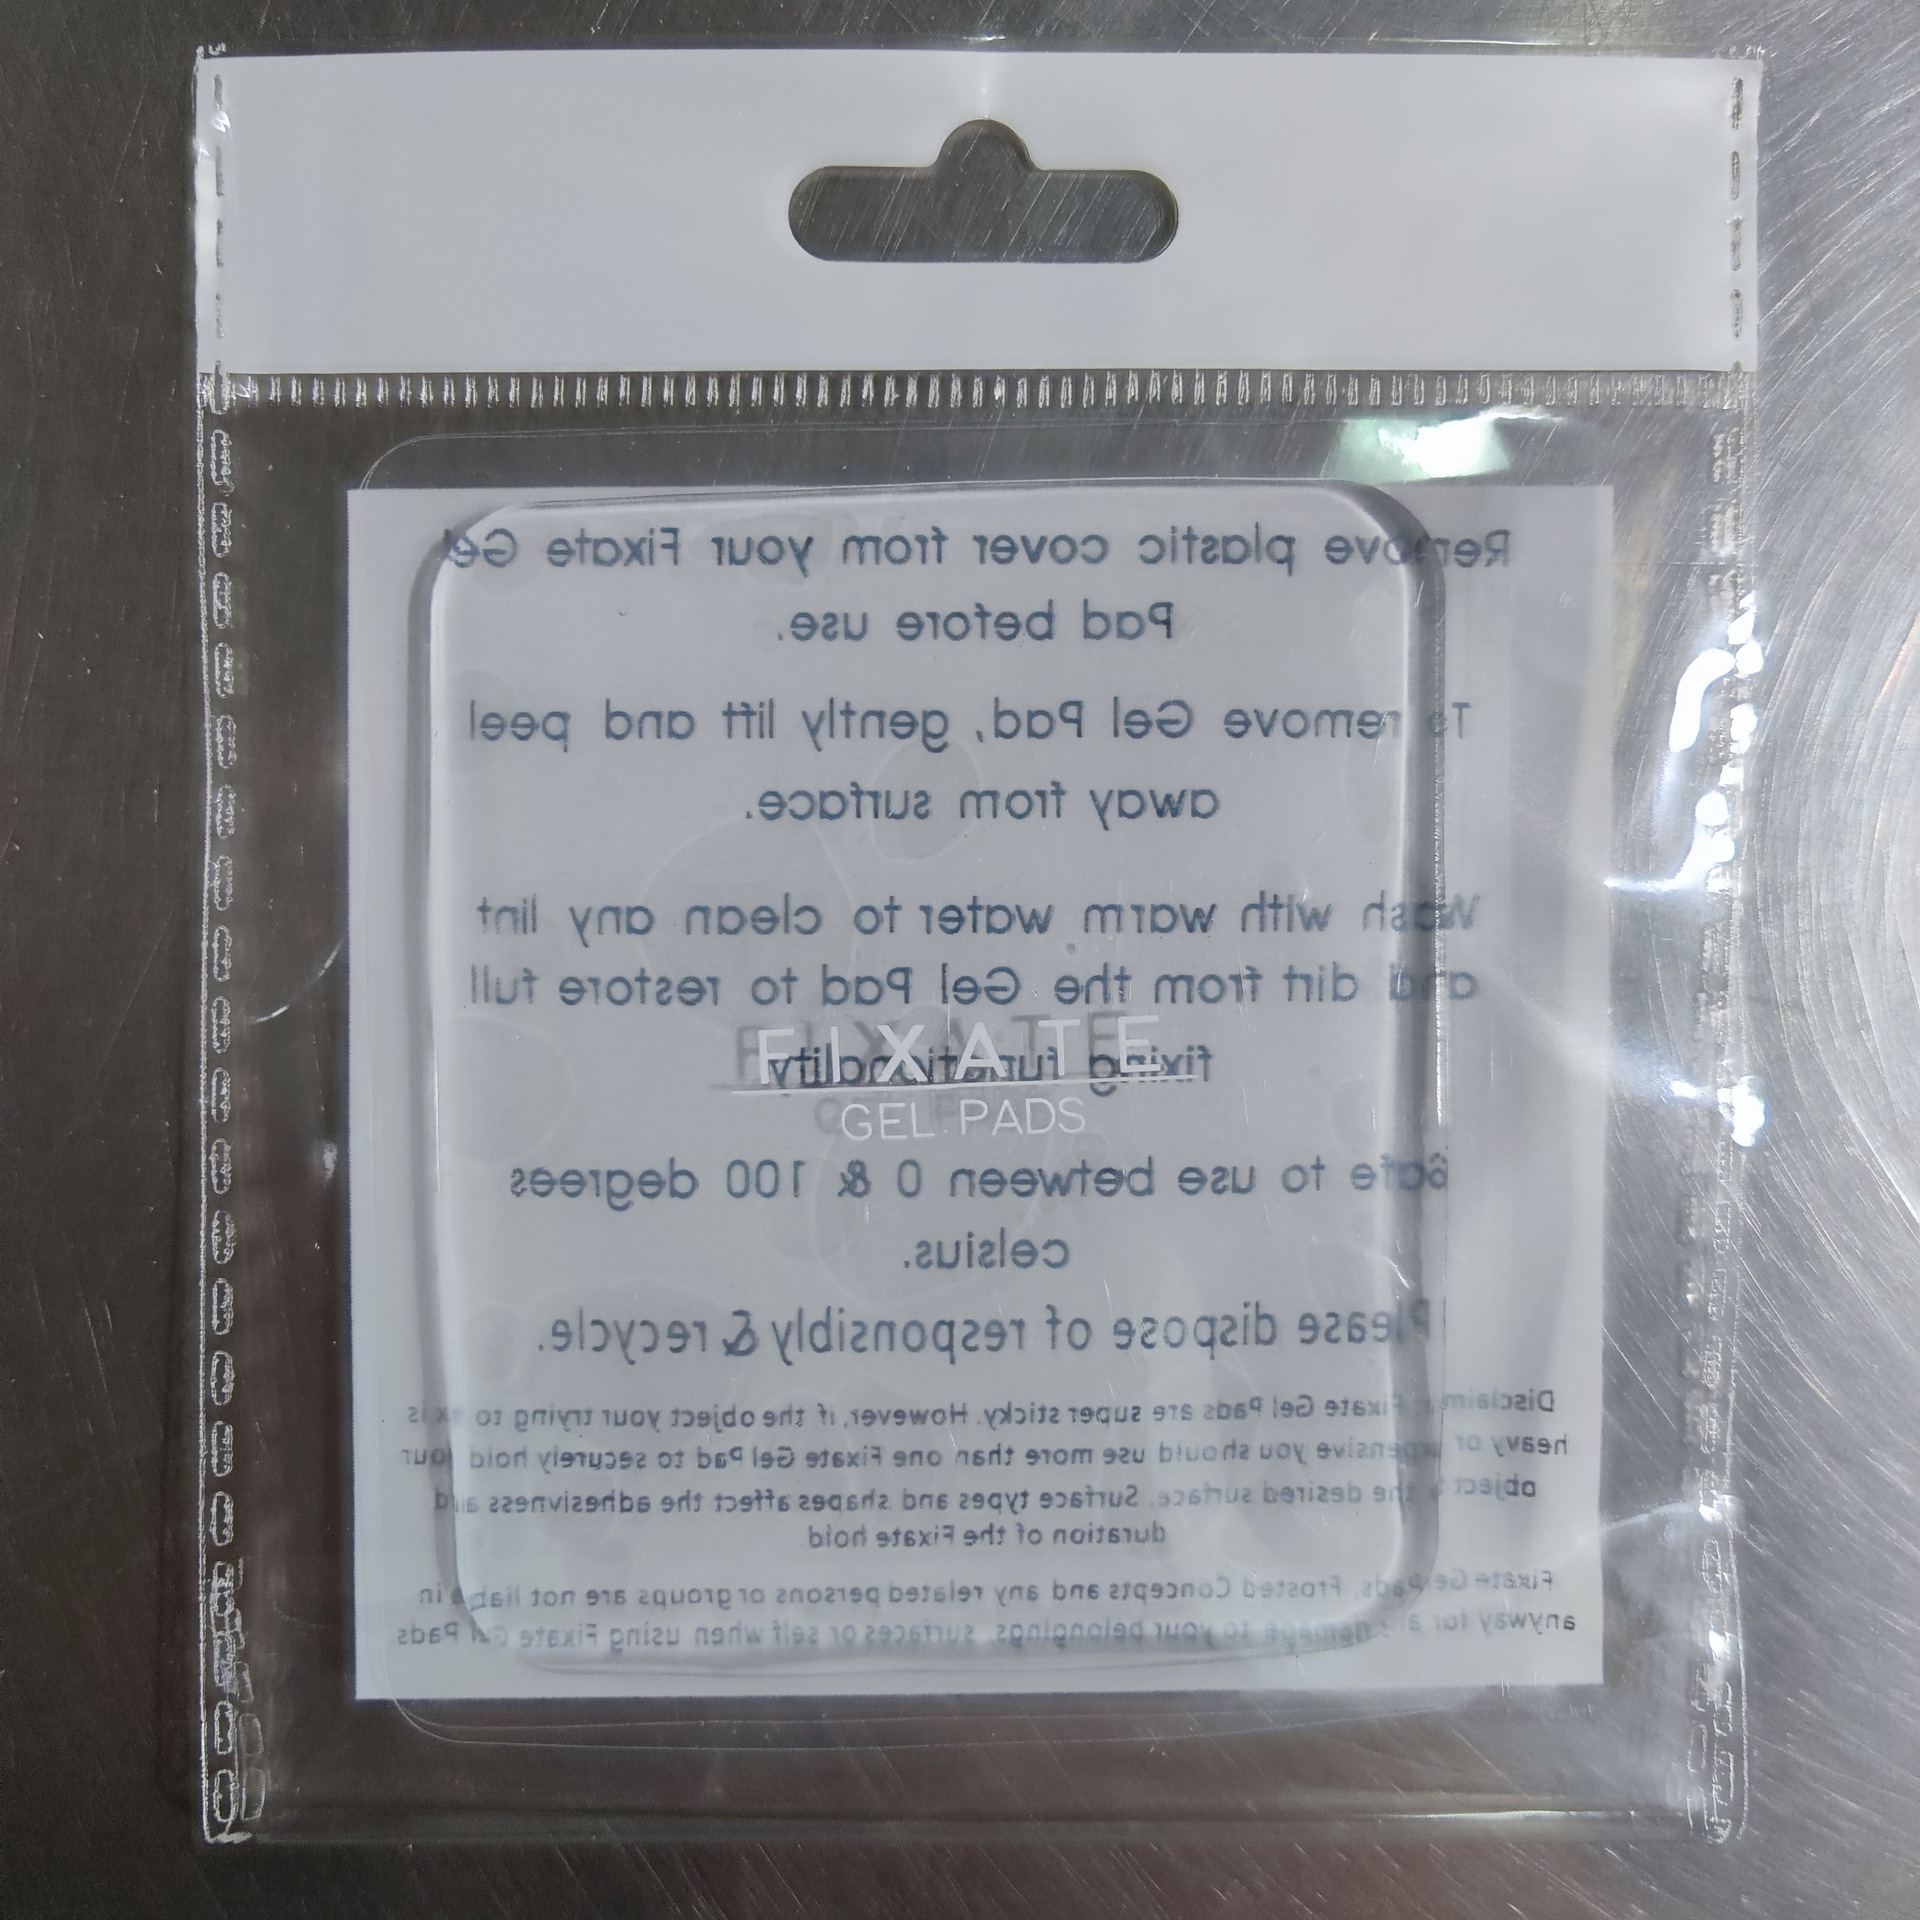 Remove plastic cover from your Fixate Gel
Pad before use.
To remove Gel Pad, gently lift and peel
away from surface.
Wash with warm water to clean any lint
and dirt from the Gel Pad to restore full
fixing functionality
FIXATE
GEL PADS
Safe to use between 0 & 100 degrees
celsius.
Please dispose of responsibly & recycle.
Disclaimer: Fixate Gel Pads are super sticky. However, if the object your trying to fix is
heavy or expensive you should use more than one Fixate Gel Pad to securely hold your
object to the desired surface. Surface types and shapes affect the adhesivness and
duration of the Fixate hold
Fixate Gel Pads, Frosted Concepts and any related persons or groups are not liable in
anyway for any damage to your belongings, surfaces or self when using Fixate Gel Pads